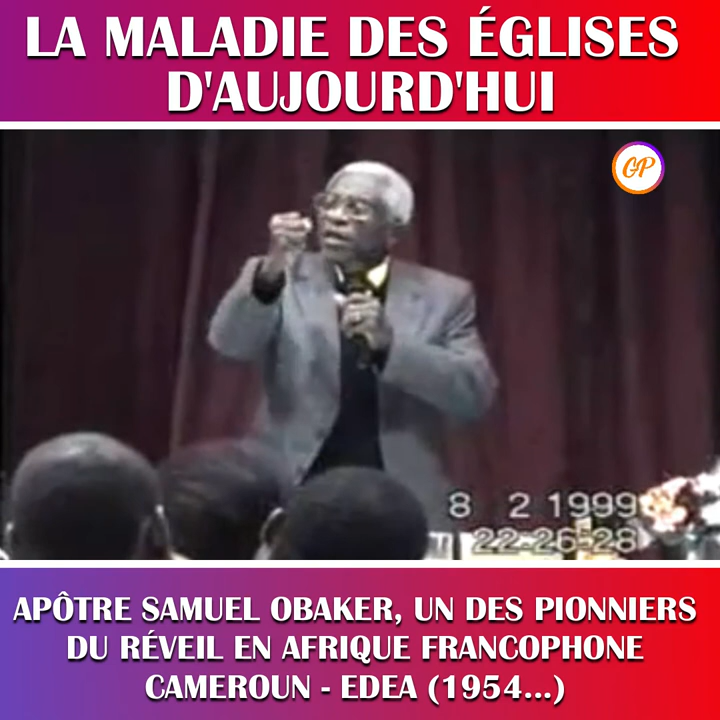 LA MALADIE DES ÉGLISES
D'AUJOURD'HUI
GP
8 2 1999
22-26-28
APÔTRE SAMUEL OBAKER, UN DES PIONNIERS
DU RÉVEIL EN AFRIQUE FRANCOPHONE
CAMEROUN - EDEA (1954...)